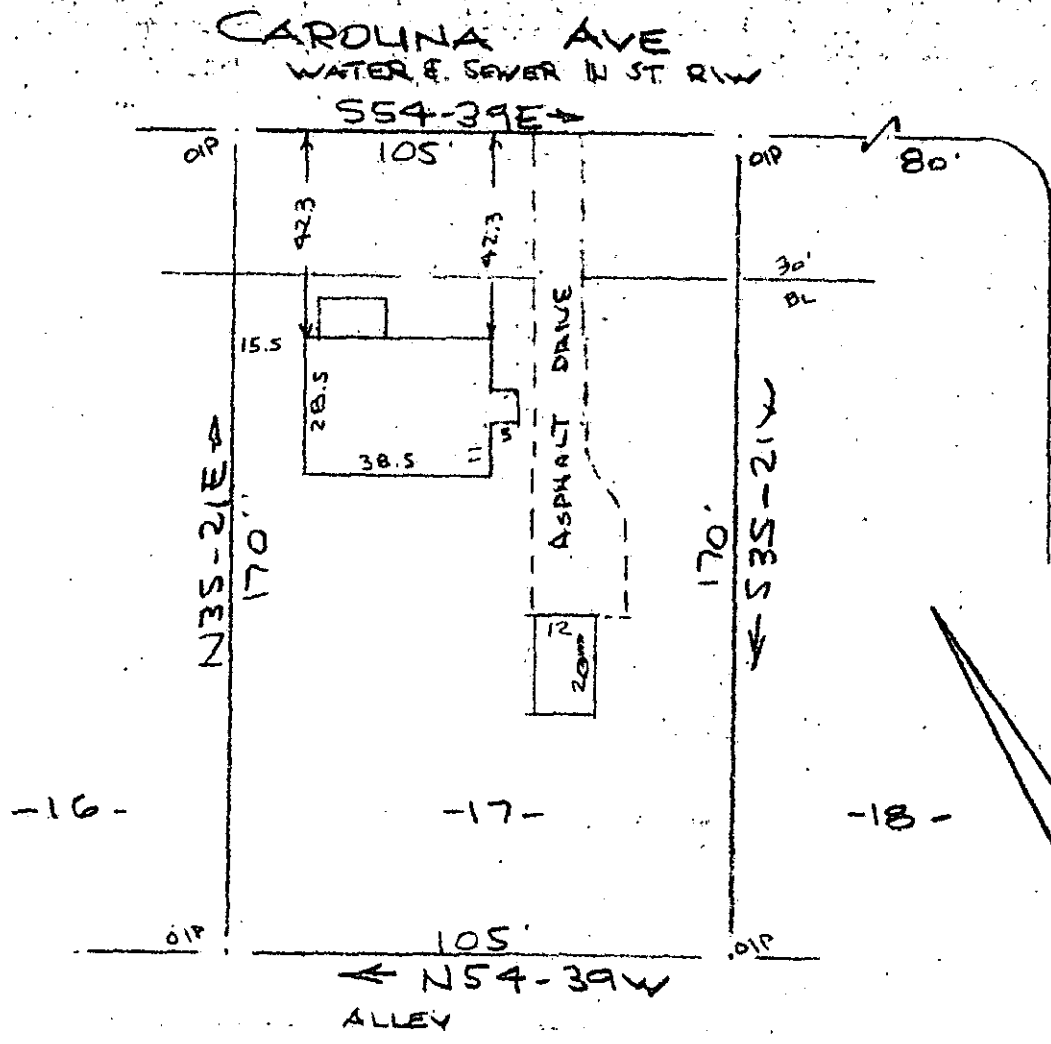 CAROLINA AVE
WATER & SEWER IN ST. R/W
S54-39E
OIP
105'
OIP
80'
42.3
42.3
30'
BL
15.5
28.5
38.5
11
5
ASPHALT DRIVE
N35-21E
170'
170'
S35-21W
12
20
-16-
-17-
-18-
OIP
105'
OIP
N54-39W
ALLEY